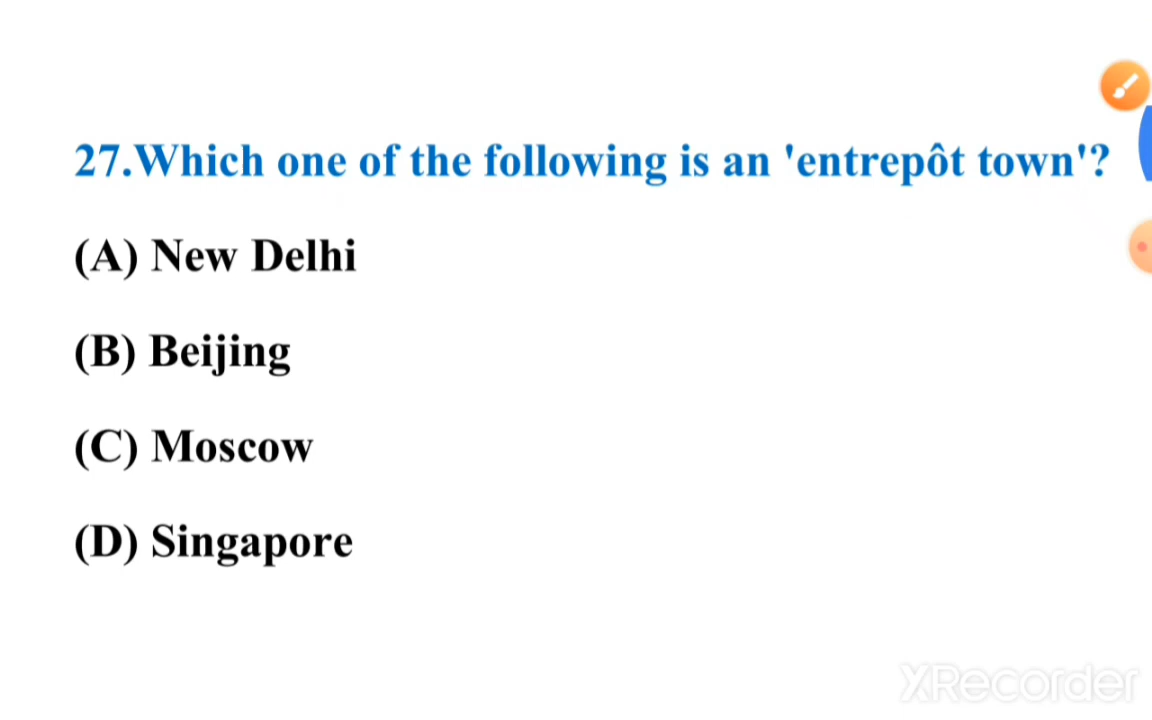 27.Which one of the following is an 'entrepôt town'?
(A) New Delhi
(B) Beijing
(C) Moscow
(D) Singapore
XRecorder